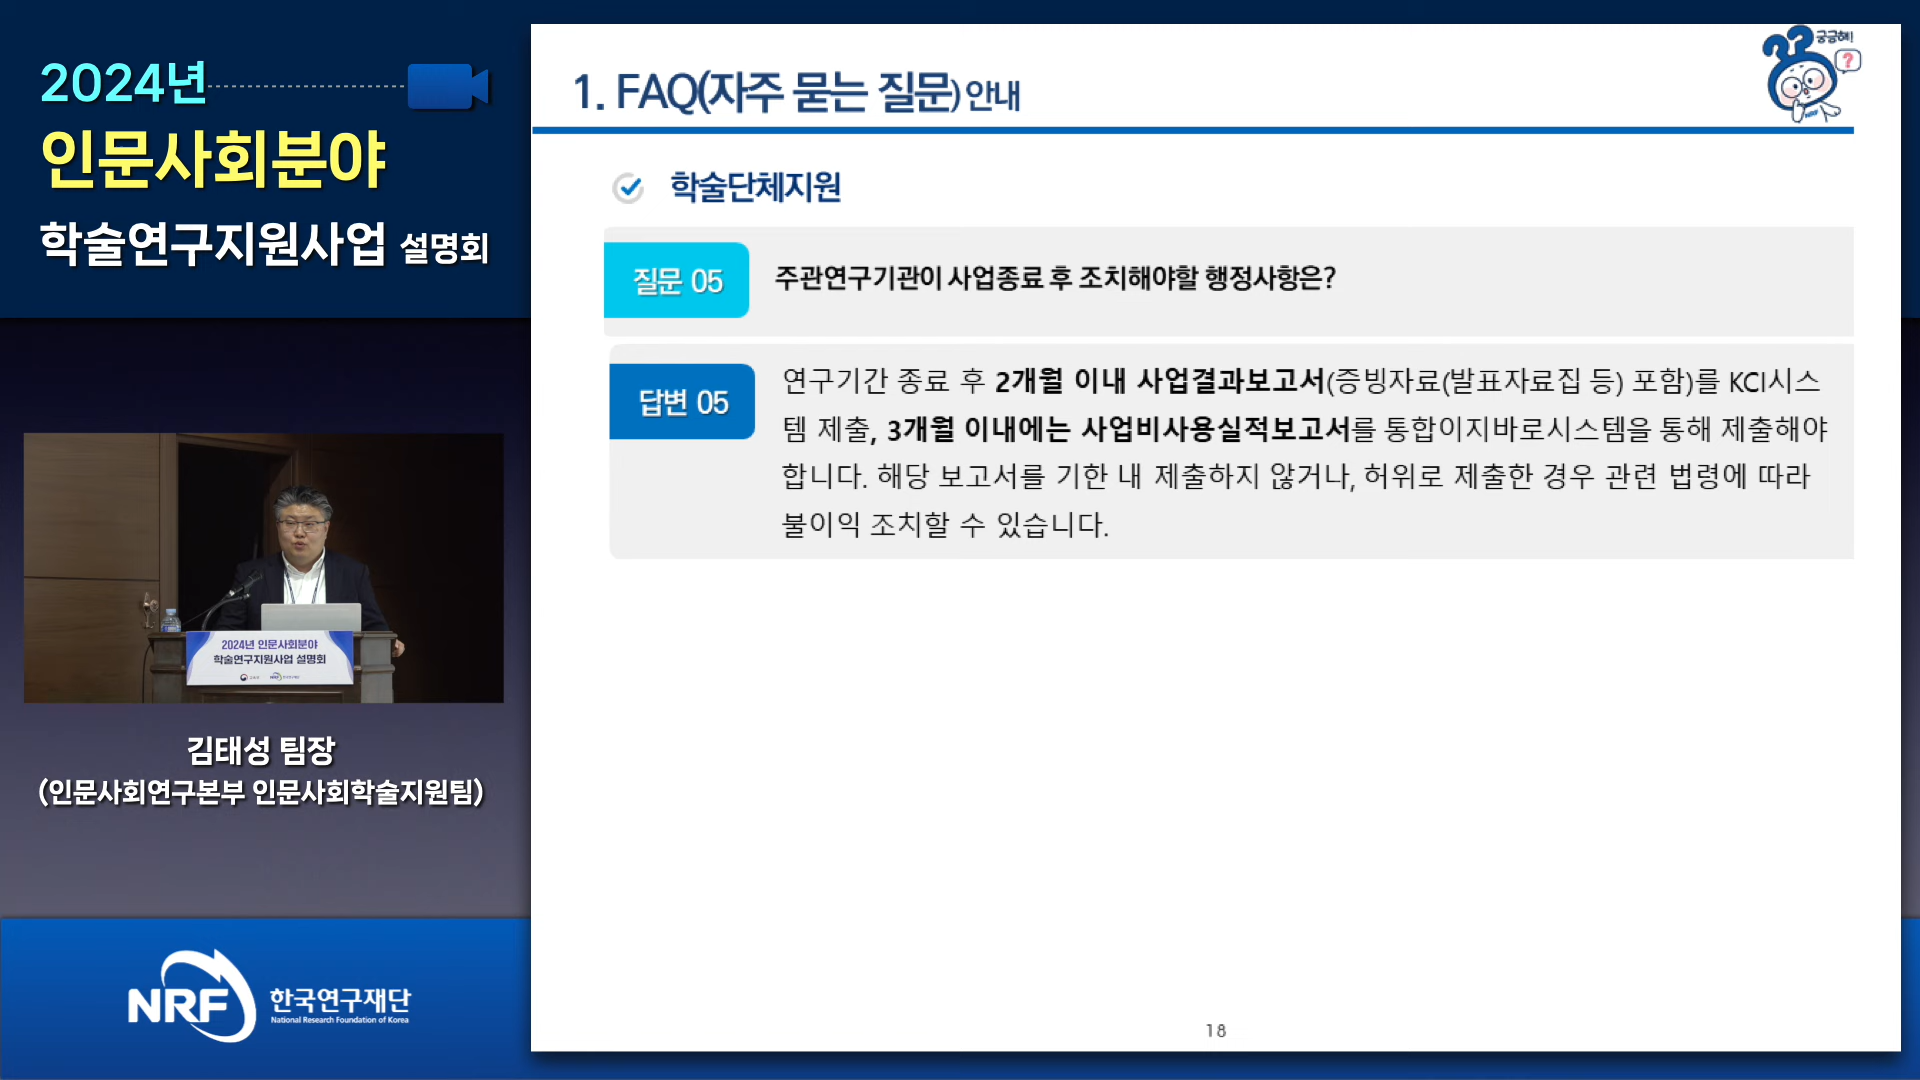 2024년
인문사회분야
학술연구지원사업 설명회
2024년 인문사회분야
학술연구지원사업 설명회
NRF
김태성 팀장
(인문사회연구본부 인문사회학술지원팀)
NRF 한국연구재단
National Research Foundation of Korea
1. FAQ(자주 묻는 질문) 안내
궁금해!
?
NRF
학술단체지원
질문 05
주관연구기관이 사업종료 후 조치해야할 행정사항은?
답변 05
연구기간 종료 후 2개월 이내 사업결과보고서(증빙자료(발표자료집 등) 포함)를 KCI시스
템 제출, 3개월 이내에는 사업비사용실적보고서를 통합이지바로시스템을 통해 제출해야
합니다. 해당 보고서를 기한 내 제출하지 않거나, 허위로 제출한 경우 관련 법령에 따라
불이익 조치할 수 있습니다.
18